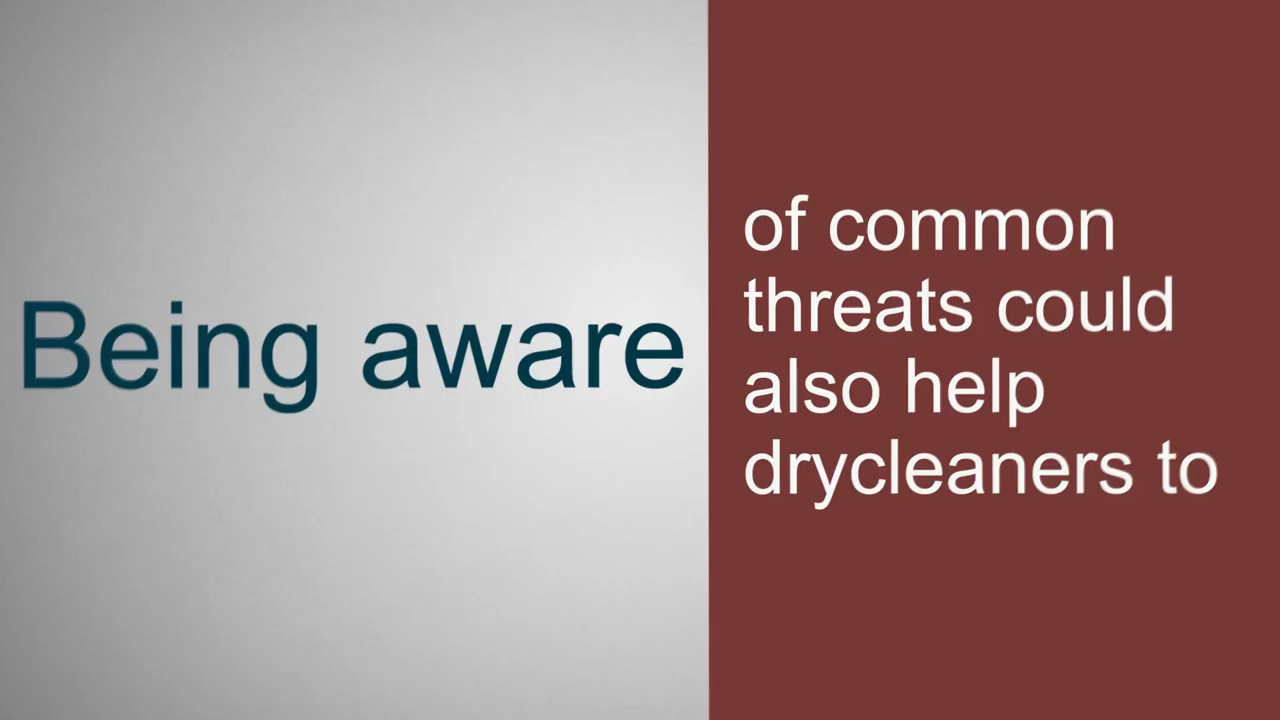 Being aware
of common
threats could
also help
drycleaners to